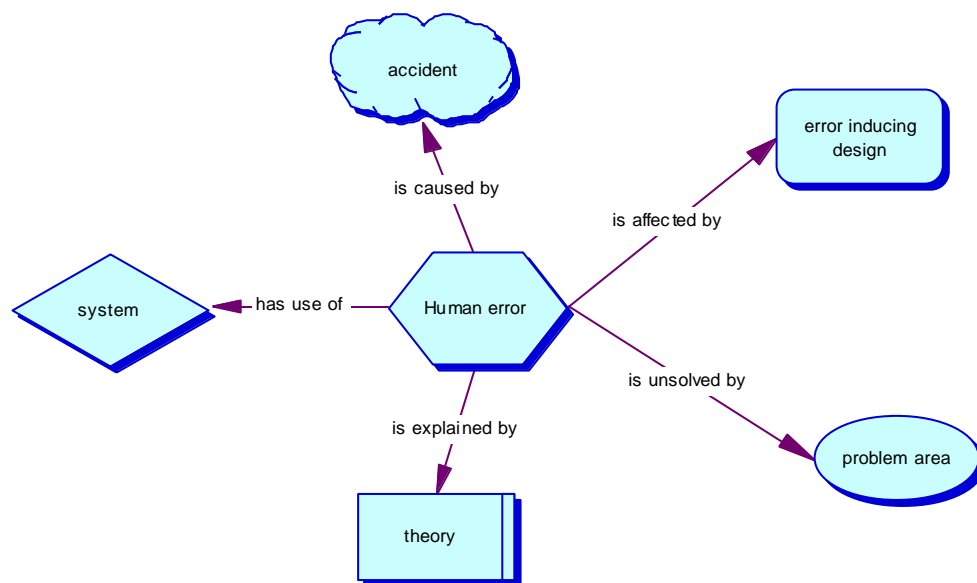 accident
error inducing
design
is caused by
is affected by
system
has use of
Human error
is unsolved by
is explained by
problem area
theory